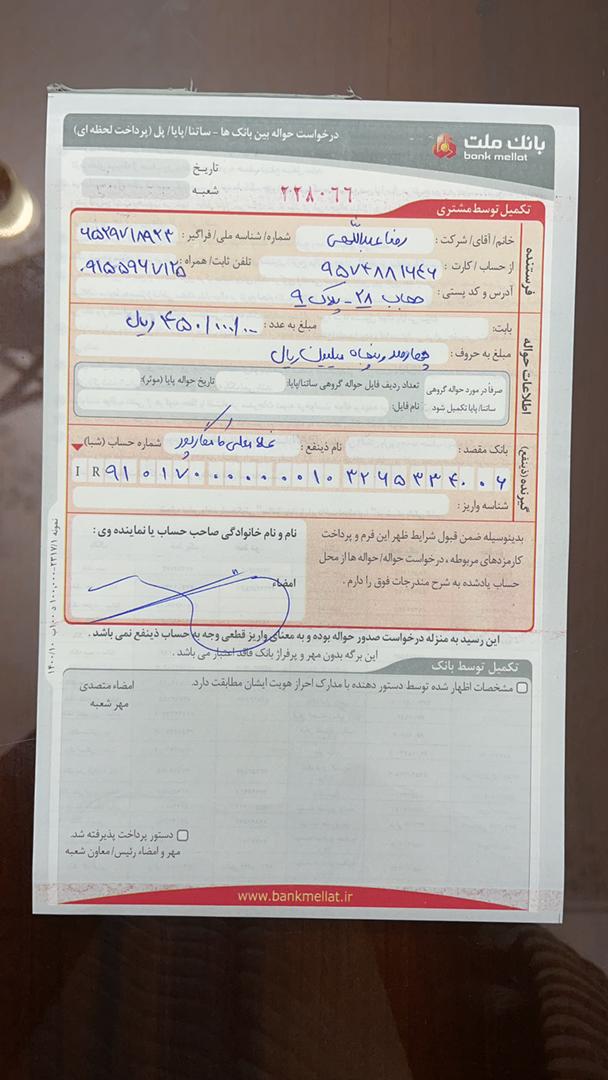 بانک ملت
bank mellat
درخواست حواله بین بانک ها - ساتنا/پایا/ پل (پرداخت لحظه ای)
تاریخ
شعبه
۲۲۸۰۶۶
تکمیل توسط مشتری
فرستنده
خانم/ آقای/ شرکت: رضا عبداللهی شماره/ شناسه ملی/ فراگیر:
از حساب/ کارت: ۹۵۷۴۸۸۱۶۴۶ تلفن ثابت/ همراه: ۰۹۱۵۵۹۶۷۱۲۵
آدرس و کد پستی: حجاب ۲۸ - پلاک ۹
اطلاعات حواله
بابت: مبلغ به عدد: ۴۵۰/۱۰۰/۰۰ ریال
مبلغ به حروف: چهارصد و پنجاه میلیون ریال
صرفاً در مورد حواله گروهی ساتنا/پایا تکمیل شود
تعداد ردیف فایل حواله گروهی ساتنا/پایا: تاریخ حواله پایا (موثر):
نام فایل:
گیرنده (ذینفع)
بانک مقصد: نام ذینفع: شماره حساب (شبا)
IR ۹۱۰۱۷۰۰۰۰۰۰۰۱۰۳۲۶۵۳۳۴۰۰۶
شناسه واریز:
بدینوسیله ضمن قبول شرایط ظهر این فرم و پرداخت
کارمزدهای مربوطه، درخواست حواله/ حواله ها از محل
حساب یادشده به شرح مندرجات فوق را دارم.
نام و نام خانوادگی صاحب حساب یا نماینده وی:
امضاء
این رسید به منزله درخواست صدور حواله بوده و به معنای واریز قطعی وجه به حساب ذینفع نمی باشد.
این برگه بدون مهر و پرفراژ بانک فاقد اعتبار می باشد.
تکمیل توسط بانک
مشخصات اظهار شده توسط دستور دهنده با مدارک احراز هویت ایشان مطابقت دارد.
امضاء متصدی
مهر شعبه
دستور پرداخت پذیرفته شد.
مهر و امضاء رئیس/ معاون شعبه
www.bankmellat.ir